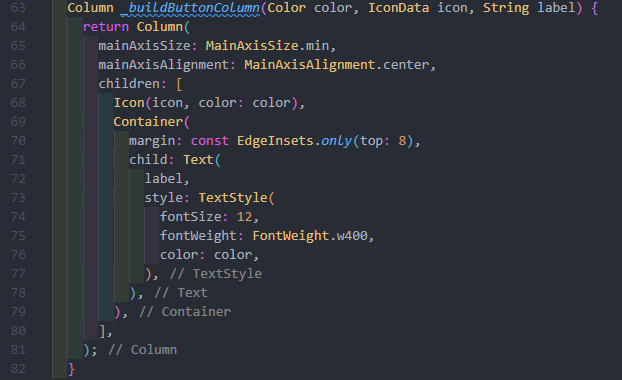 63 Column _buildButtonColumn(Color color, IconData icon, String label) {
64 return Column(
65 mainAxisSize: MainAxisSize.min,
66 mainAxisAlignment: MainAxisAlignment.center,
67 children: [
68 Icon(icon, color: color),
69 Container(
70 margin: const EdgeInsets.only(top: 8),
71 child: Text(
72 label,
73 style: TextStyle(
74 fontSize: 12,
75 fontWeight: FontWeight.w400,
76 color: color,
77 ), // TextStyle
78 ), // Text
79 ), // Container
80 ],
81 ); // Column
82 }